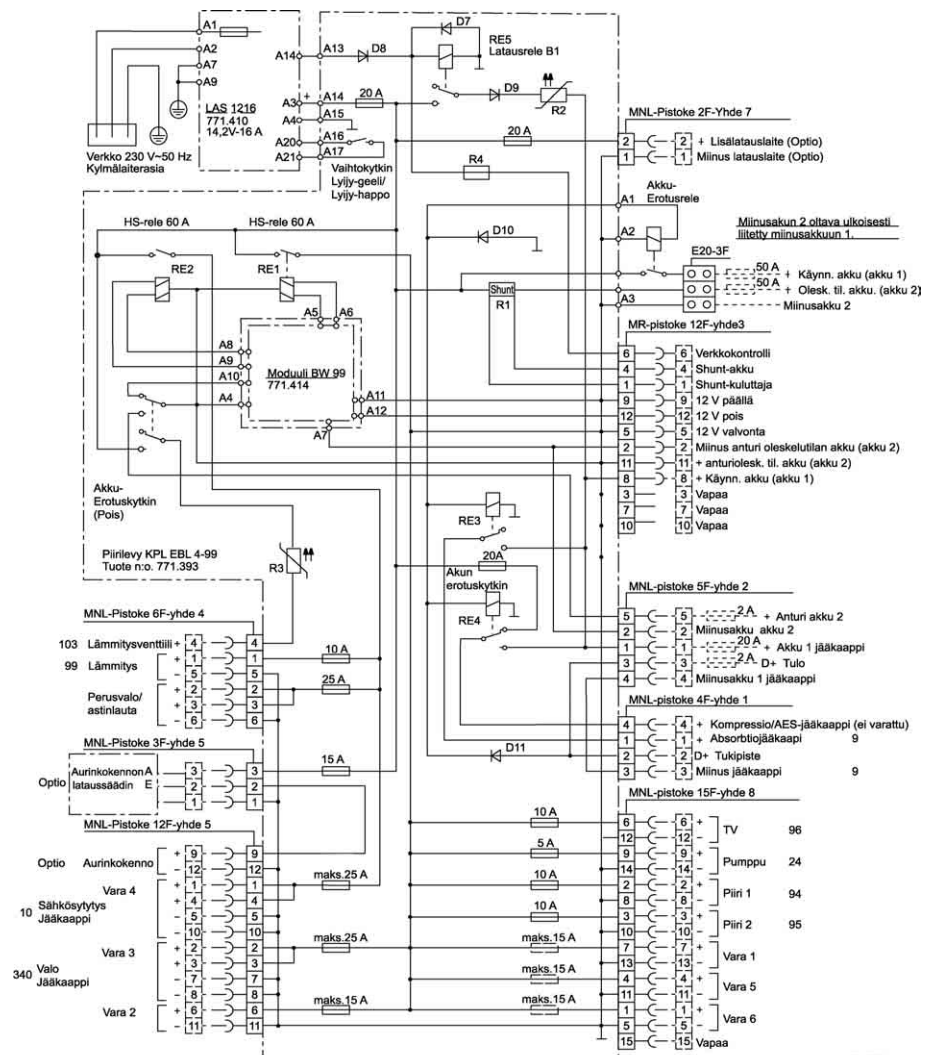 A1
A2
A7
A9
A14
A3
+
A4
A20
A21
LAS 1216
771.410
14,2V-16 A
Verkko 230 V~50 Hz
Kylmälaiterasia
A13
A14
A15
A16
A17
D8
20 A
Vaihtokytkin
Lyijy-geeli/
Lyijy-happo
D7
RE5
Latausrele B1
D9
R2
20 A
R4
MNL-Pistoke 2F-Yhde 7
2 2 + Lisälatauslaite (Optio)
1 1 Miinus latauslaite (Optio)
A1
Akku-
Erotusrele
A2
A3
Miinusakun 2 oltava ulkoisesti
liitetty miinusakkuun 1.
E20-3F
50 A + Käynn. akku (akku 1)
50 A + Olesk. til. akku. (akku 2)
Miinusakku 2
D10
Shunt
R1
HS-rele 60 A
HS-rele 60 A
RE2
RE1
A5
A6
A8
A9
A10
A4
Moduuli BW 99
771.414
A11
A12
A7
Akku-
Erotuskytkin
(Pois)
Piirilevy KPL EBL 4-99
Tuote n:o. 771.393
R3
MR-pistoke 12F-yhde3
6 6 Verkkokontrolli
4 4 Shunt-akku
1 1 Shunt-kuluttaja
9 9 12 V päällä
12 12 12 V pois
5 5 12 V valvonta
2 2 Miinus anturi oleskelutilan akku (akku 2)
11 11 + anturiolesk. til. akku (akku 2)
8 8 + Käynn. akku (akku 1)
3 3 Vapaa
7 7 Vapaa
10 10 Vapaa
RE3
20A
Akun
erotuskytkin
RE4
D11
MNL-pistoke 5F-yhde 2
5 5 2 A + Anturi akku 2
2 2 Miinusakku akku 2
1 1 20 A + Akku 1 jääkaappi
3 3 2 A D+ Tulo
4 4 Miinusakku 1 jääkappi
MNL-pistoke 4F-yhde 1
4 4 + Kompressio/AES-jääkaappi (ei varattu)
1 1 + Absorbtiojääkaapi 9
2 2 D+ Tukipiste
3 3 Miinus jääkaappi 9
MNL-pistoke 15F-yhde 8
10 A 6 6 +
12 12 -
TV 96
5 A 9 9 +
14 14 -
Pumppu 24
10 A 2 2 +
8 8 -
Piiri 1 94
10 A 3 3 +
10 10 -
Piiri 2 95
maks.15 A 7 7 +
13 13 -
Vara 1
maks.15 A 4 4 +
11 11 -
Vara 5
maks.15 A 1 1 +
5 5 -
Vara 6
15 15 Vapaa
MNL-Pistoke 6F-yhde 4
103 Lämmitysventtiili + 4 4
99 Lämmitys + 1 1 10 A
- 5 5
Perusvalo/
astinlauta
+ 2 2 25 A
+ 3 3
- 6 6
MNL-Pistoke 3F-yhde 5
Optio
Aurinkokennon
lataussäädin
A 3 3 15 A
E 2 2
1 1
MNL-Pistoke 12F-yhde 5
Optio Aurinkokenno + 9 9
- 12 12
Vara 4
10 Sähkösytytys
Jääkaappi
+ 1 1 maks.25 A
+ 4 4
- 5 5
- 10 10
Vara 3
340 Valo
Jääkaappi
+ 2 2 maks.25 A
+ 3 3
- 7 7
- 8 8
Vara 2 + 6 6 maks.15 A
- 11 11